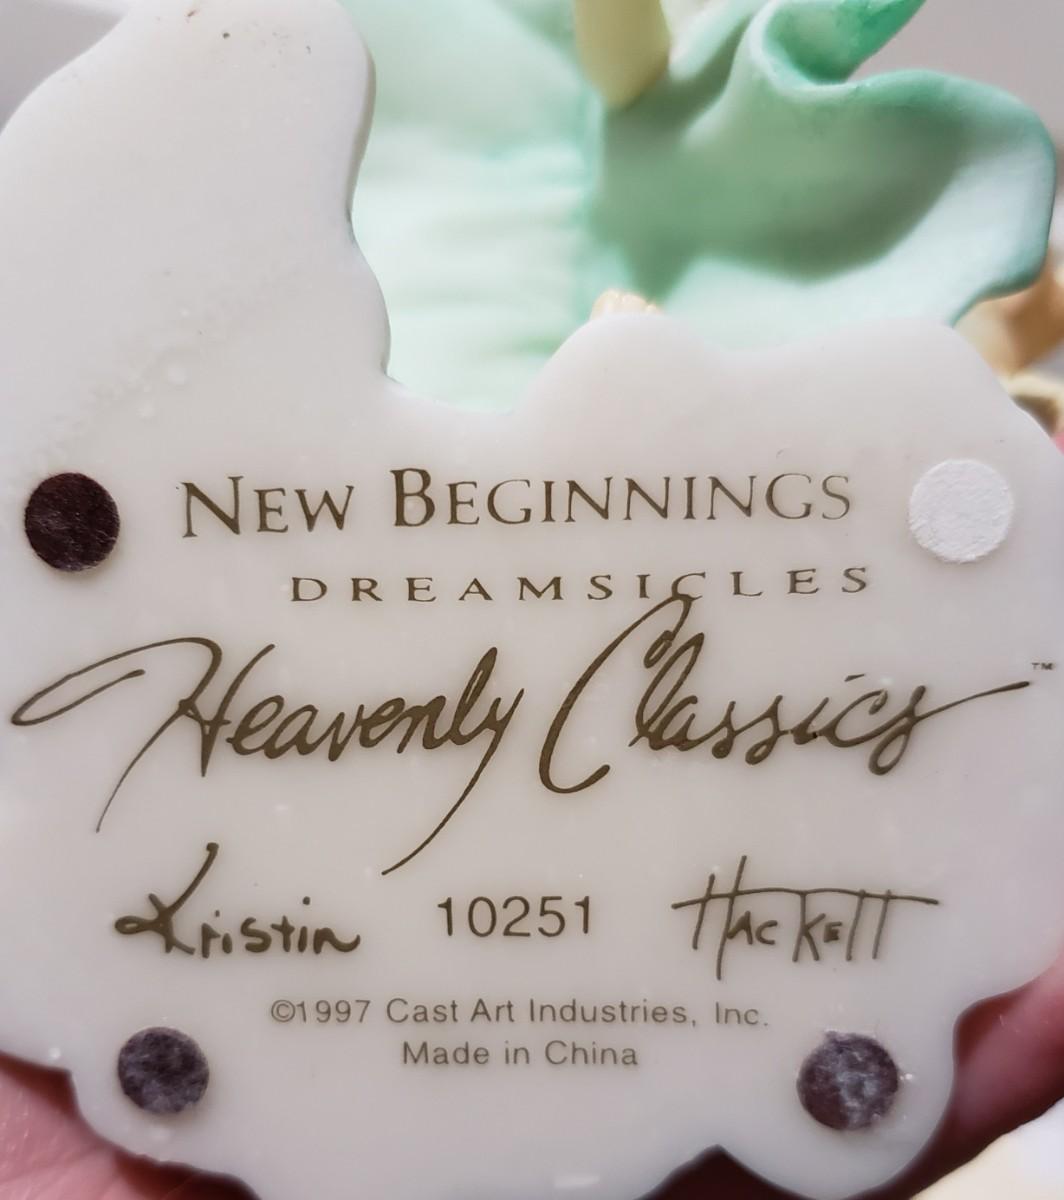 NEW BEGINNINGS
DREAMSICLES
Heavenly Classics™
Kristin 10251 HACKETT
©1997 Cast Art Industries, Inc.
Made in China